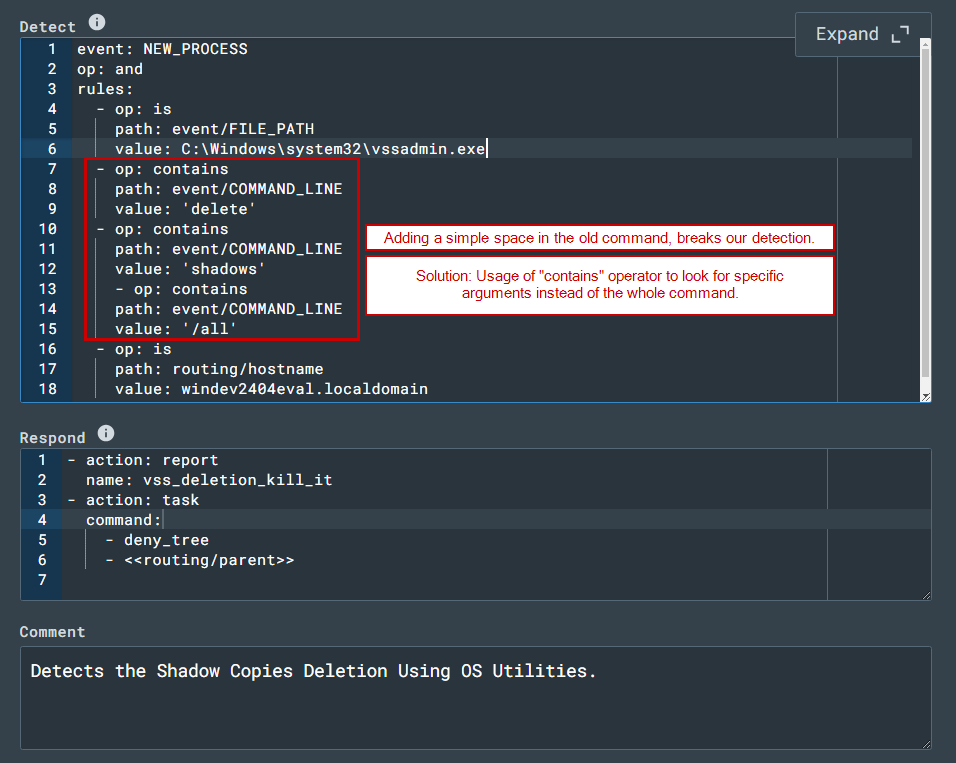 Detect
Expand
1 event: NEW_PROCESS
2 op: and
3 rules:
4 - op: is
5 path: event/FILE_PATH
6 value: C:\Windows\system32\vssadmin.exe
7 - op: contains
8 path: event/COMMAND_LINE
9 value: 'delete'
10 - op: contains
11 path: event/COMMAND_LINE
12 value: 'shadows'
13 - op: contains
14 path: event/COMMAND_LINE
15 value: '/all'
16 - op: is
17 path: routing/hostname
18 value: windev2404eval.localdomain
Adding a simple space in the old command, breaks our detection.
Solution: Usage of "contains" operator to look for specific
arguments instead of the whole command.
Respond
1 - action: report
2 name: vss_deletion_kill_it
3 - action: task
4 command:
5 - deny_tree
6 - <<routing/parent>>
7
Comment
Detects the Shadow Copies Deletion Using OS Utilities.